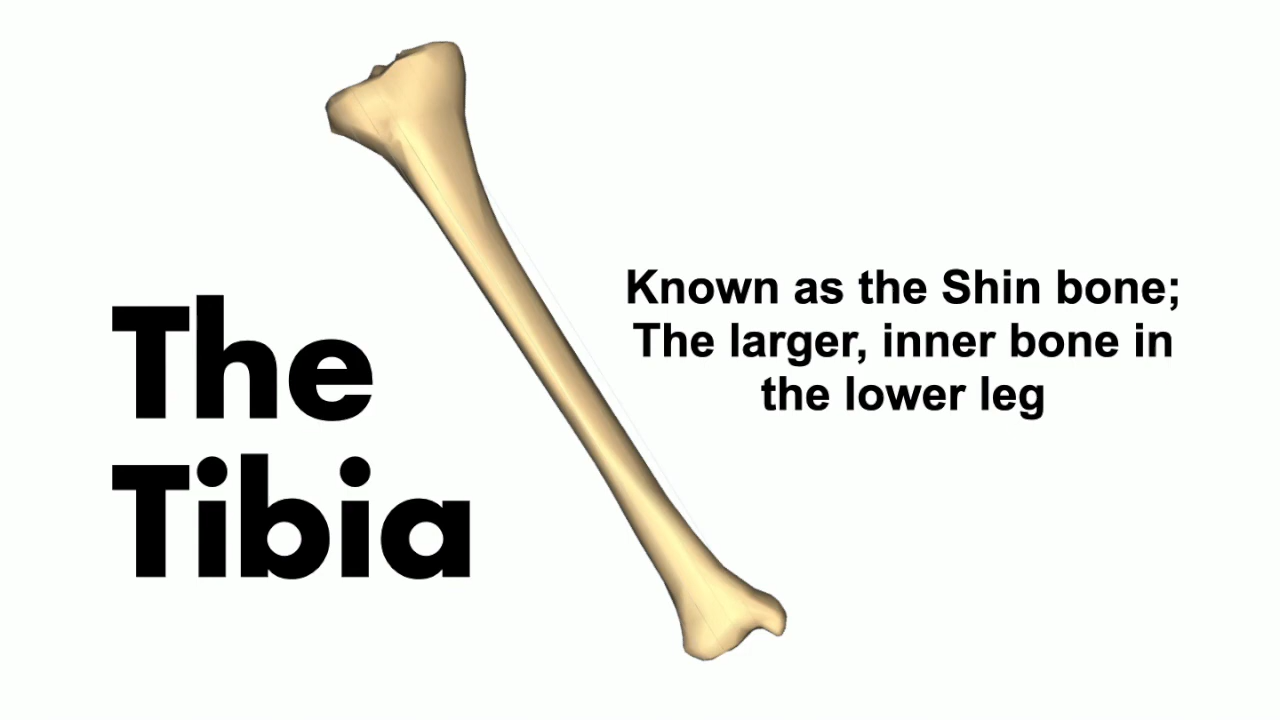 The
Tibia
Known as the Shin bone;
The larger, inner bone in
the lower leg